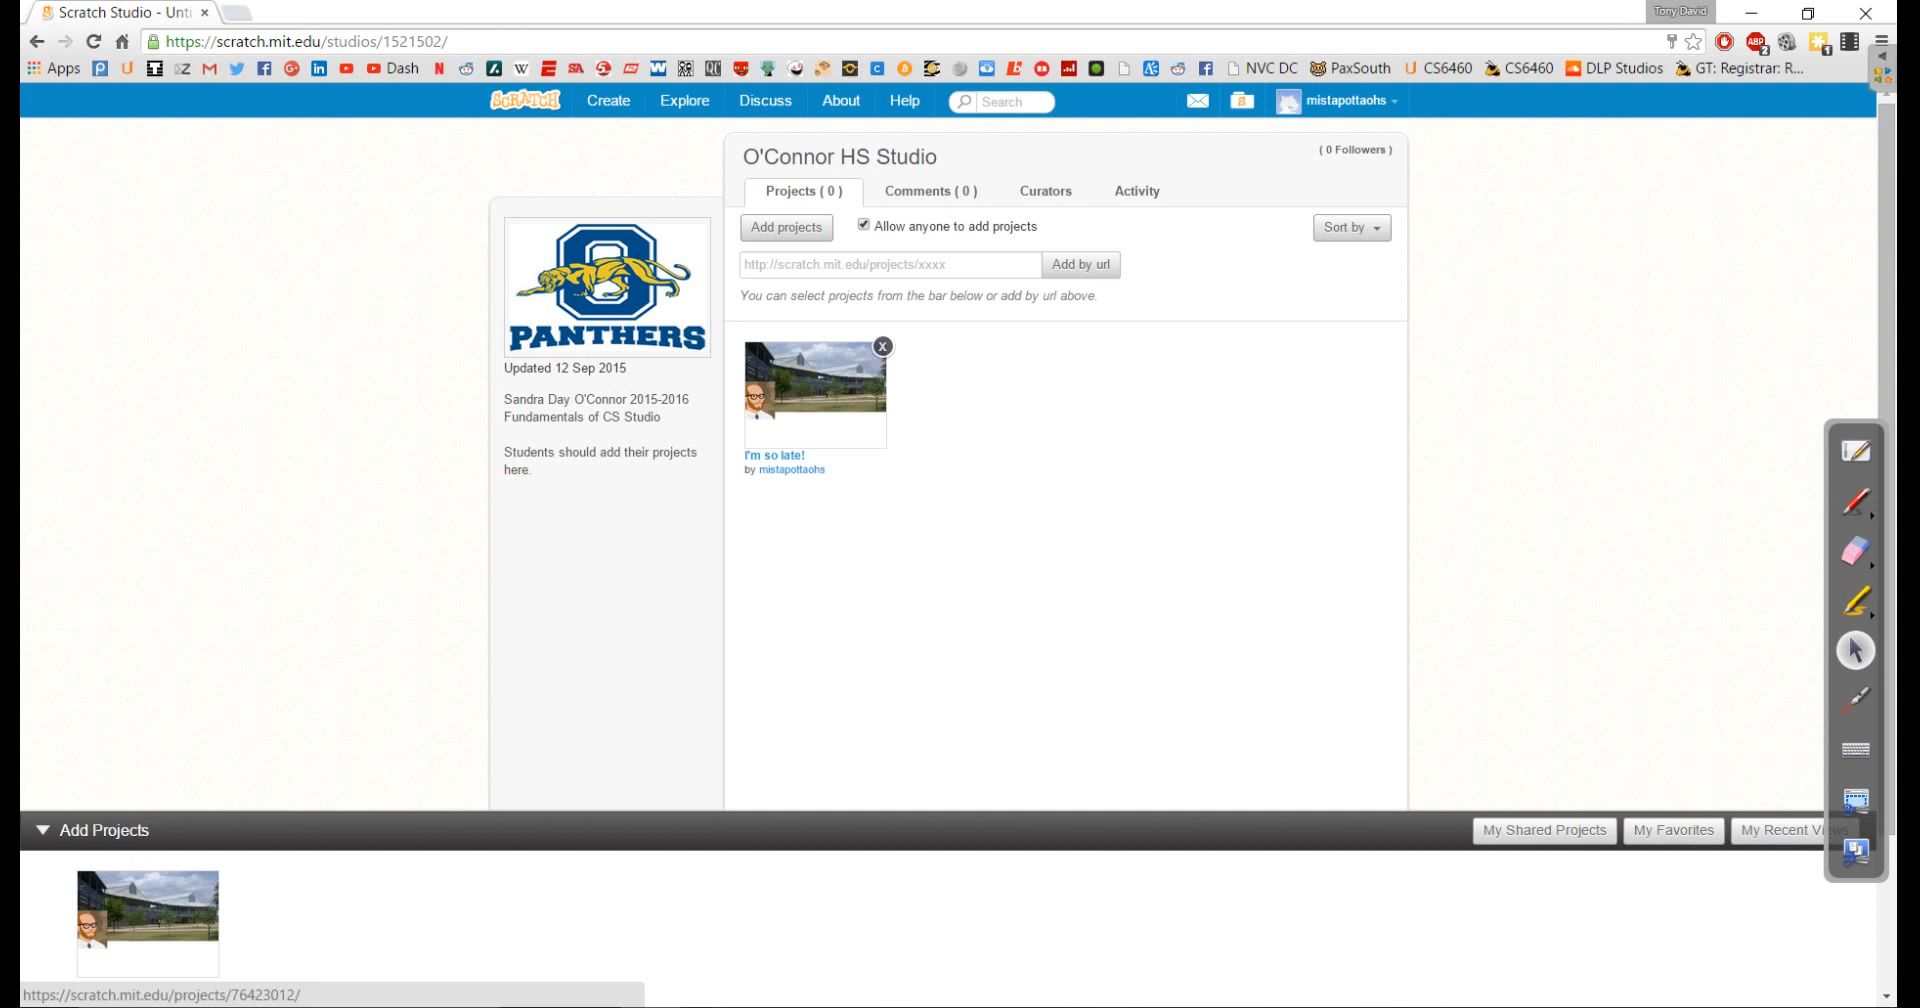 Scratch Studio - Unti
Tony David
https://scratch.mit.edu/studios/1521502/
Apps
Dash
NVC DC
PaxSouth
CS6460
CS6460
DLP Studios
GT: Registrar: R...
SCRATCH
Create
Explore
Discuss
About
Help
Search
mistapottaohs
O'Connor HS Studio
( 0 Followers )
Projects ( 0 )
Comments ( 0 )
Curators
Activity
Add projects
Allow anyone to add projects
Sort by
http://scratch.mit.edu/projects/xxxx
Add by url
You can select projects from the bar below or add by url above.
O
PANTHERS
Updated 12 Sep 2015
Sandra Day O'Connor 2015-2016
Fundamentals of CS Studio
Students should add their projects
here.
X
I'm so late!
by mistapottaohs
Add Projects
My Shared Projects
My Favorites
My Recent Views
https://scratch.mit.edu/projects/76423012/